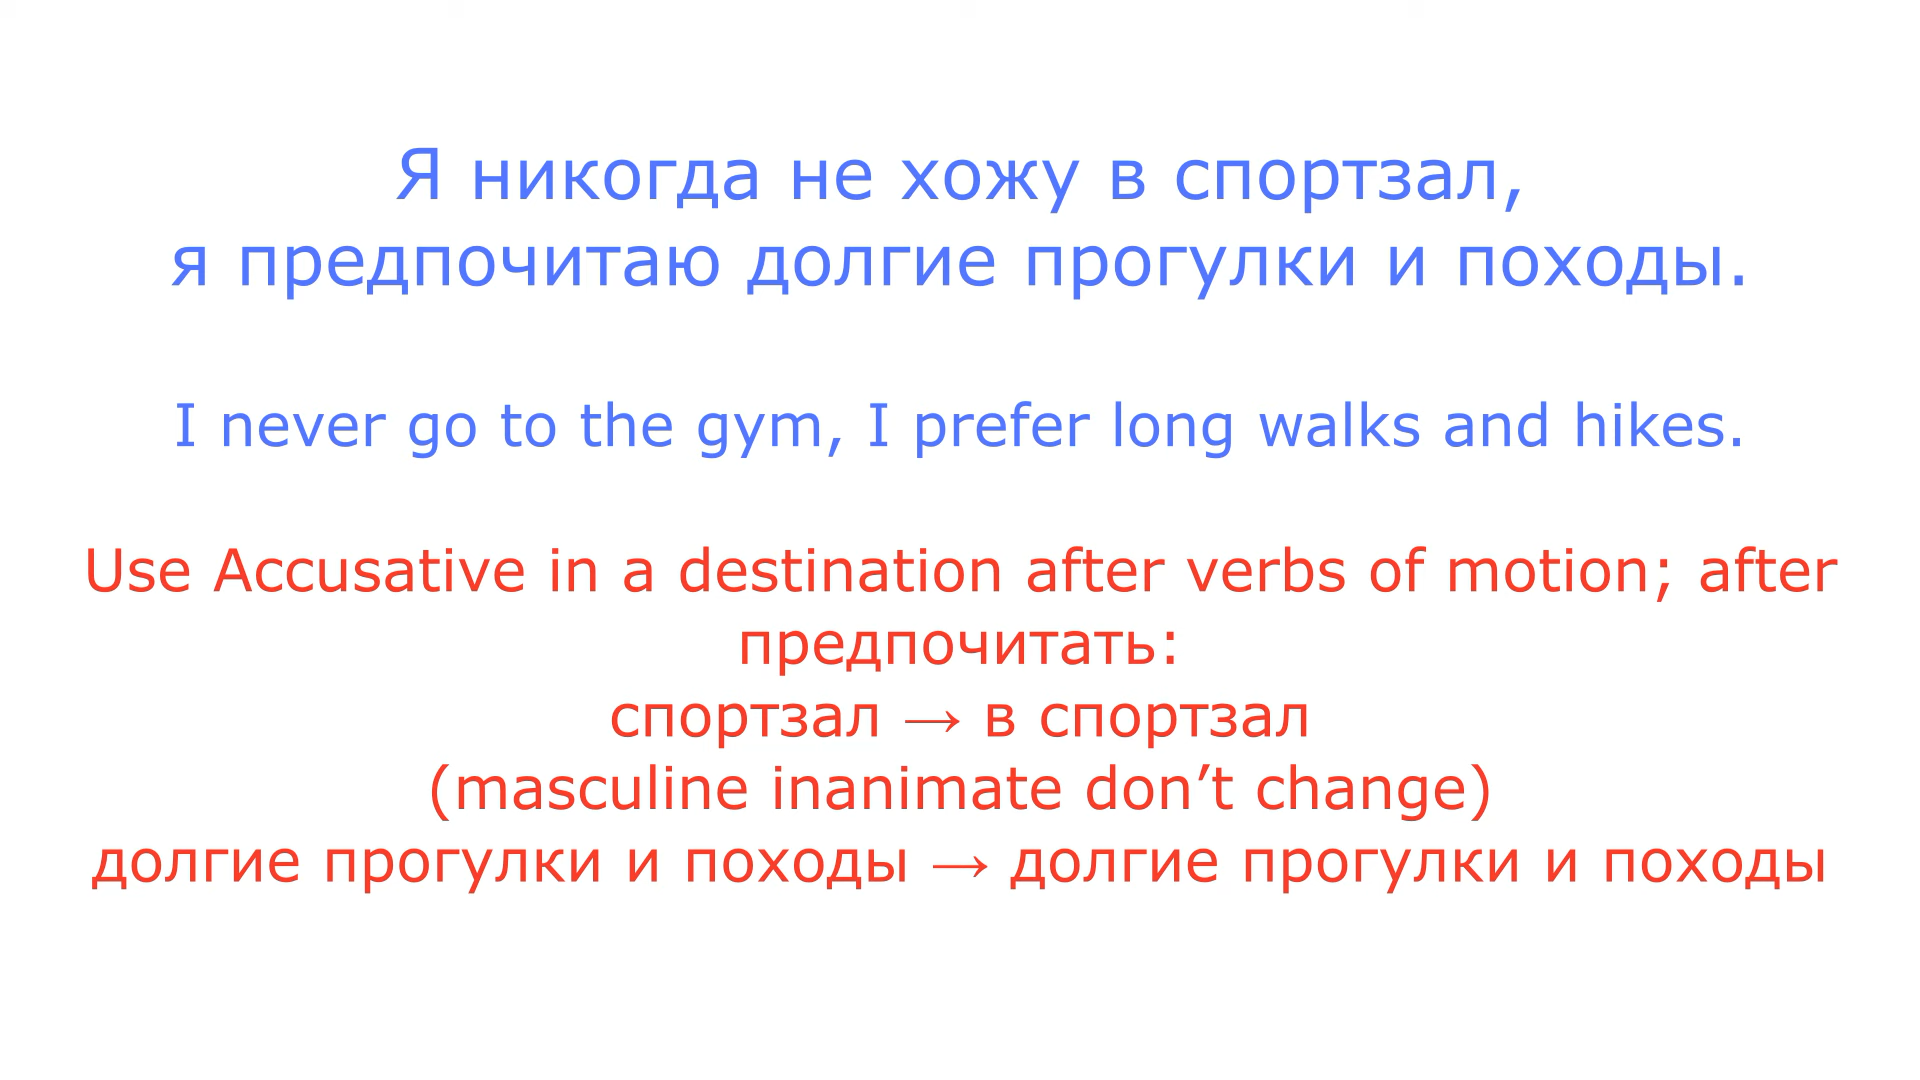 Я никогда не хожу в спортзал,
я предпочитаю долгие прогулки и походы.
I never go to the gym, I prefer long walks and hikes.
Use Accusative in a destination after verbs of motion; after
предпочитать:
спортзал → в спортзал
(masculine inanimate don’t change)
долгие прогулки и походы → долгие прогулки и походы